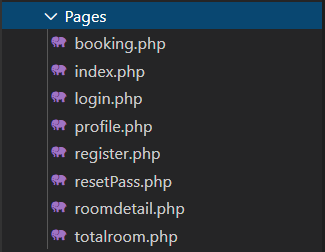 Pages
booking.php
index.php
login.php
profile.php
register.php
resetPass.php
roomdetail.php
totalroom.php